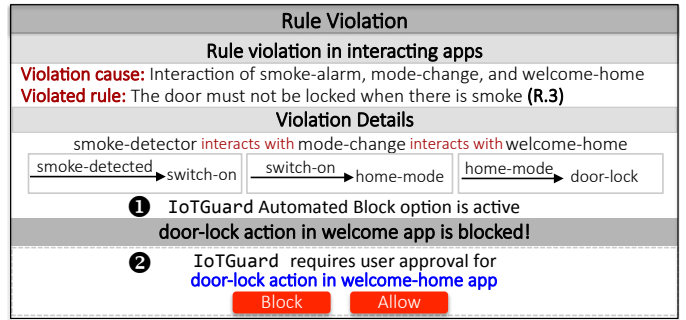 Rule Violation
Rule violation in interacting apps
Violation cause: Interaction of smoke-alarm, mode-change, and welcome-home
Violated rule: The door must not be locked when there is smoke (R.3)
Violation Details
smoke-detector interacts with mode-change interacts with welcome-home
smoke-detected switch-on switch-on home-mode home-mode door-lock
❶ IoTGuard Automated Block option is active
door-lock action in welcome app is blocked!
❷ IoTGuard requires user approval for
door-lock action in welcome-home app
Block Allow